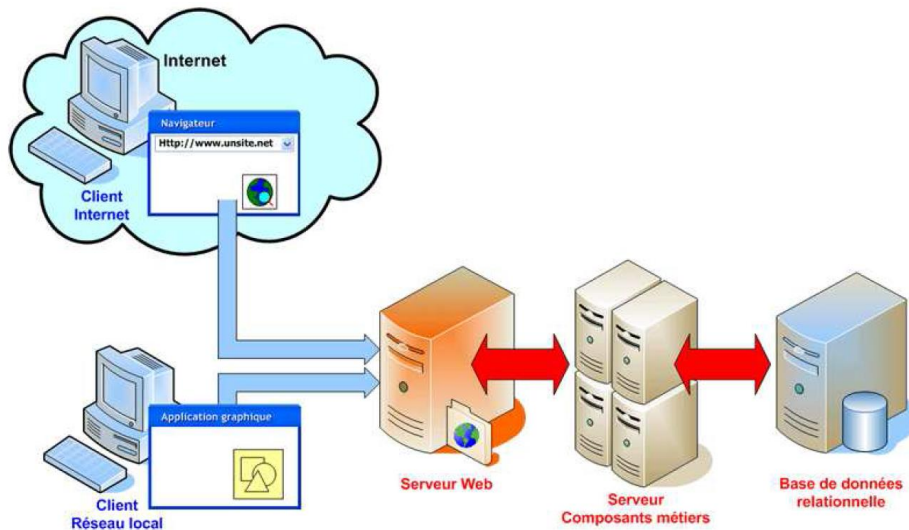 Internet
Navigateur
Http://www.unsite.net
Client
Internet
Application graphique
Client
Réseau local
Serveur Web
Serveur
Composants métiers
Base de données
relationnelle